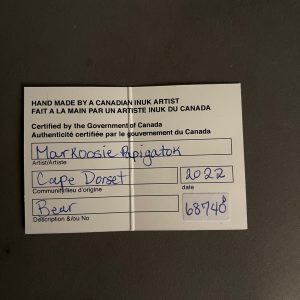 HAND MADE BY A CANADIAN INUK ARTIST
FAIT A LA MAIN PAR UN ARTISTE INUK DU CANADA
Certified by the Government of Canada
Authenticité certifiée par le gouvernement du Canada
Markoosie Papigatok
Artist/Artiste
Cape Dorset 2022
Community/lieu d'origine date
Bear 68740
Description &/ou No